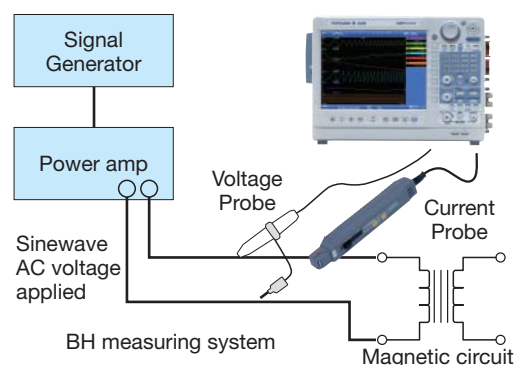 Signal
Generator
Power amp
Voltage
Probe
Current
Probe
Sinewave
AC voltage
applied
BH measuring system
Magnetic circuit